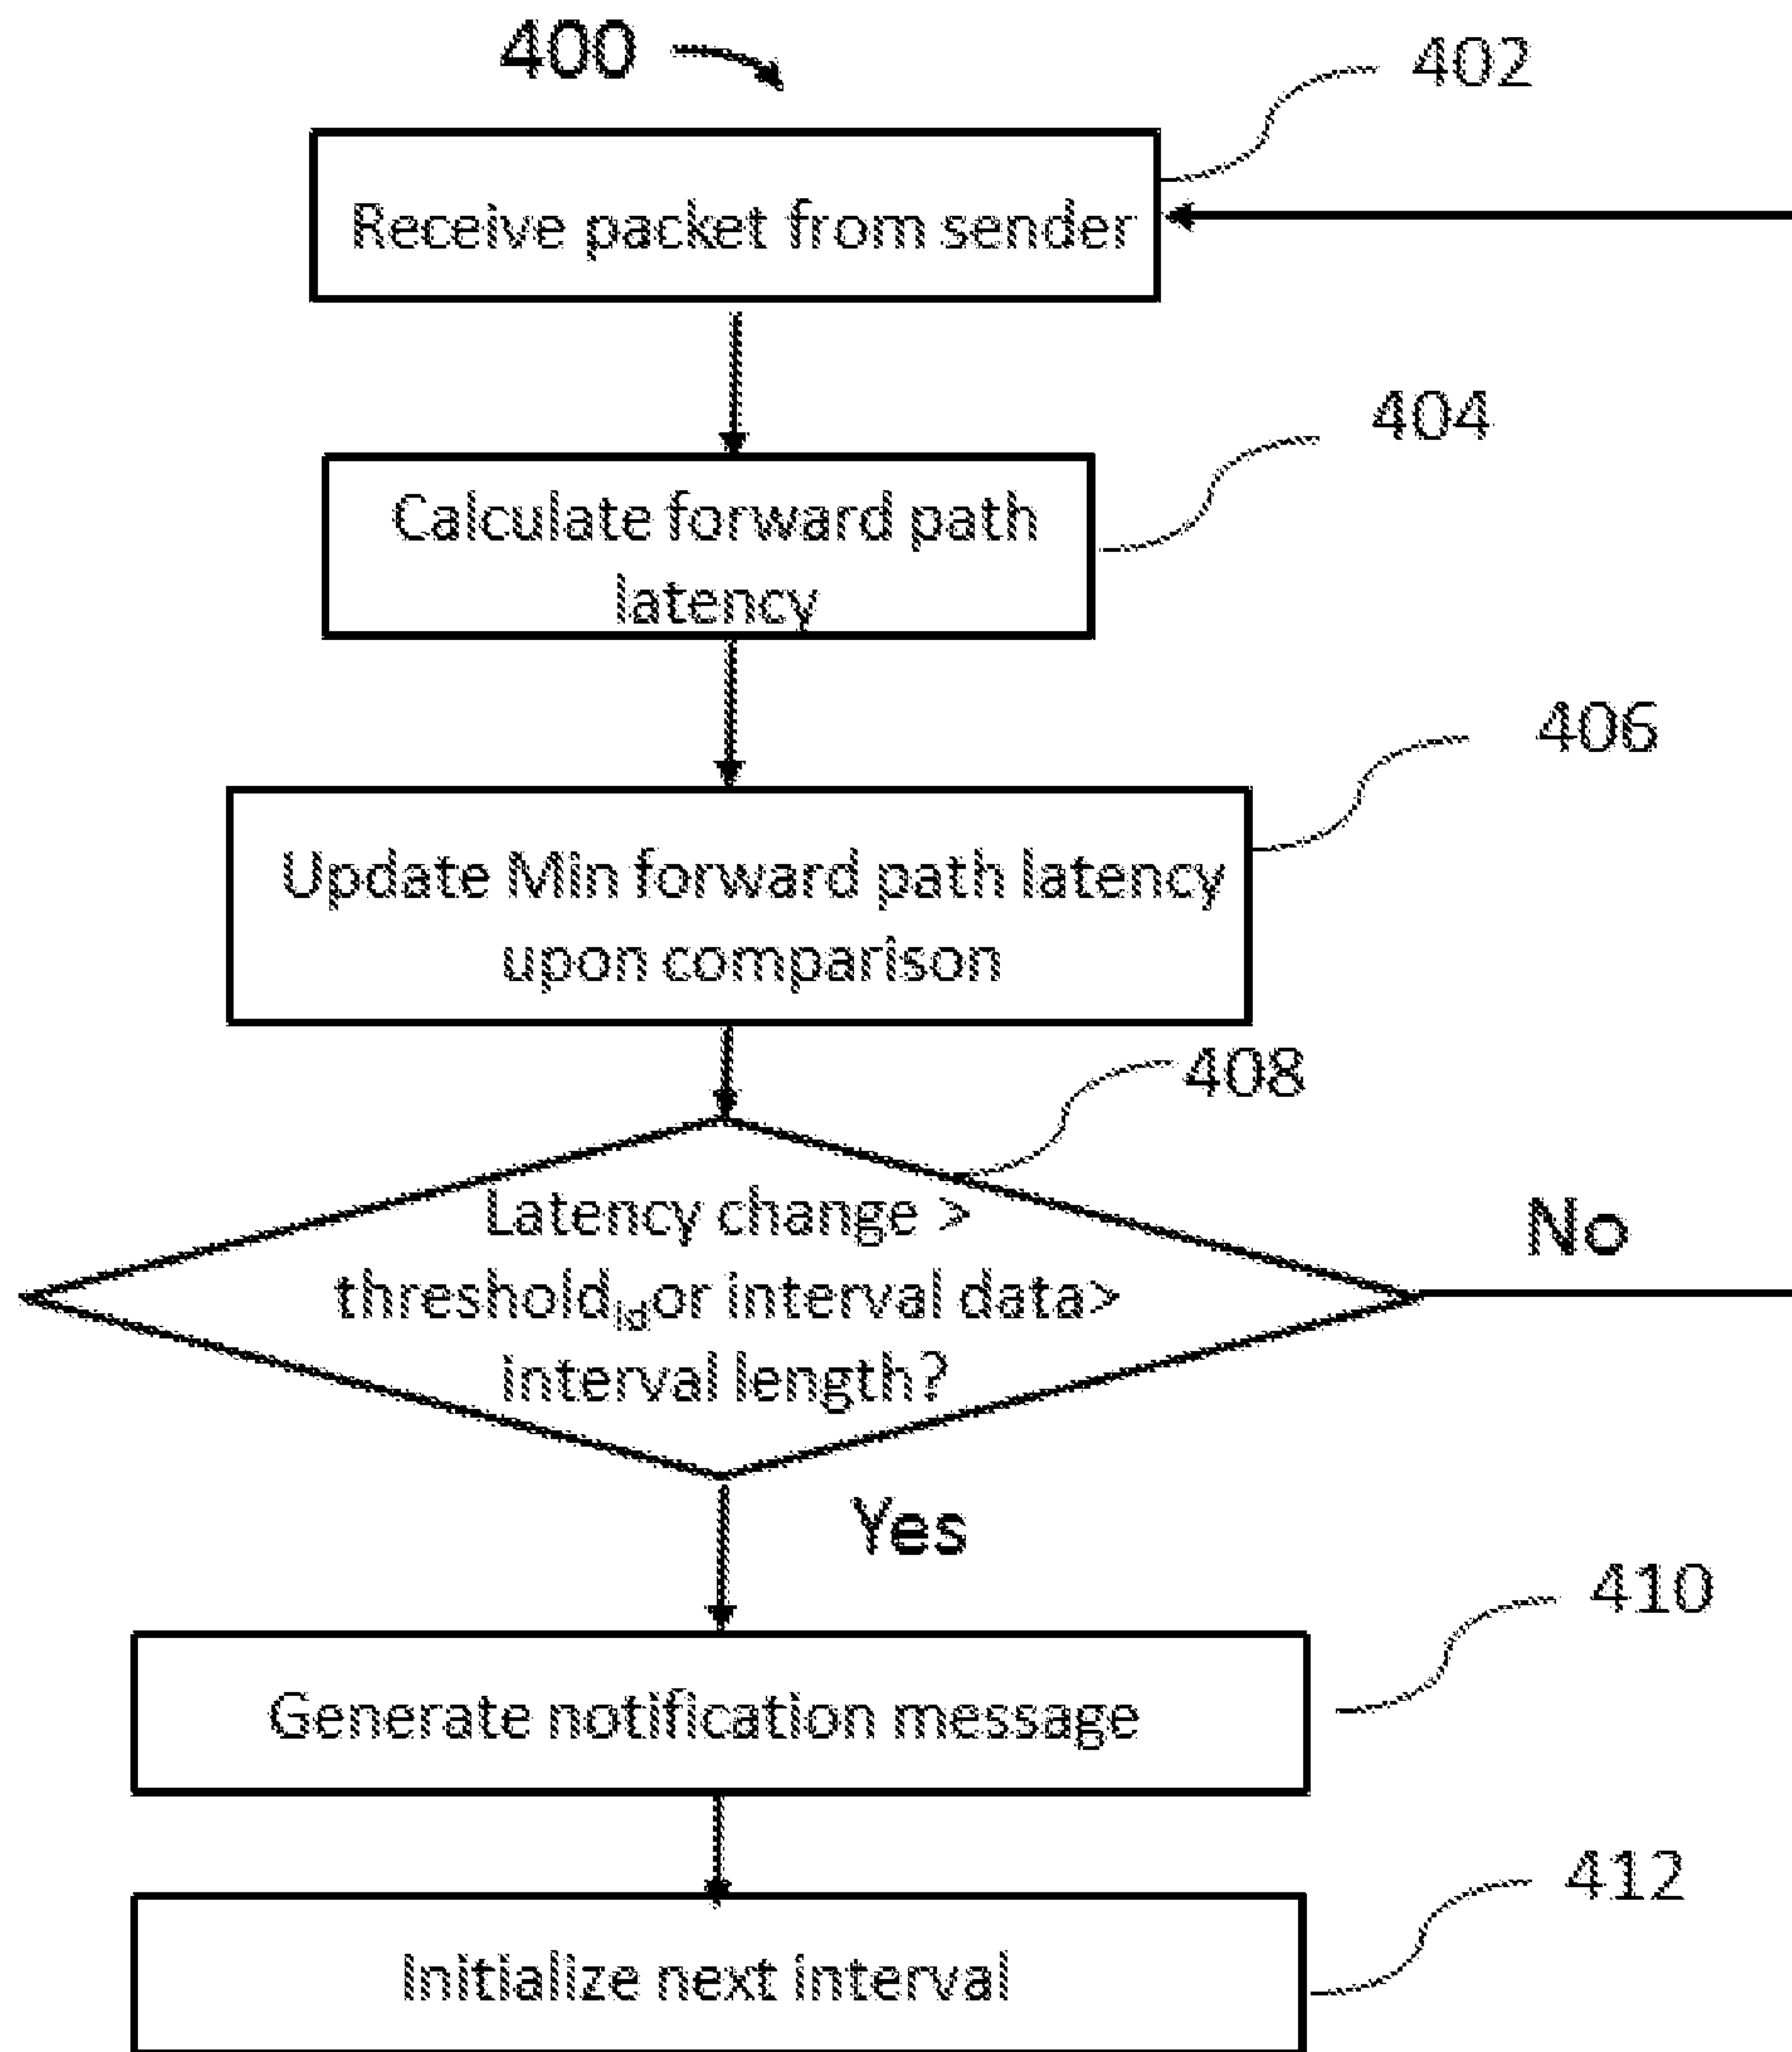 400
402
Receive packet from sender
404
Calculate forward path
latency
406
Update Min forward path latency
upon comparison
408
Latency change >
threshold_ld or interval data>
interval length?
No
Yes
410
Generate notification message
412
Initialize next interval